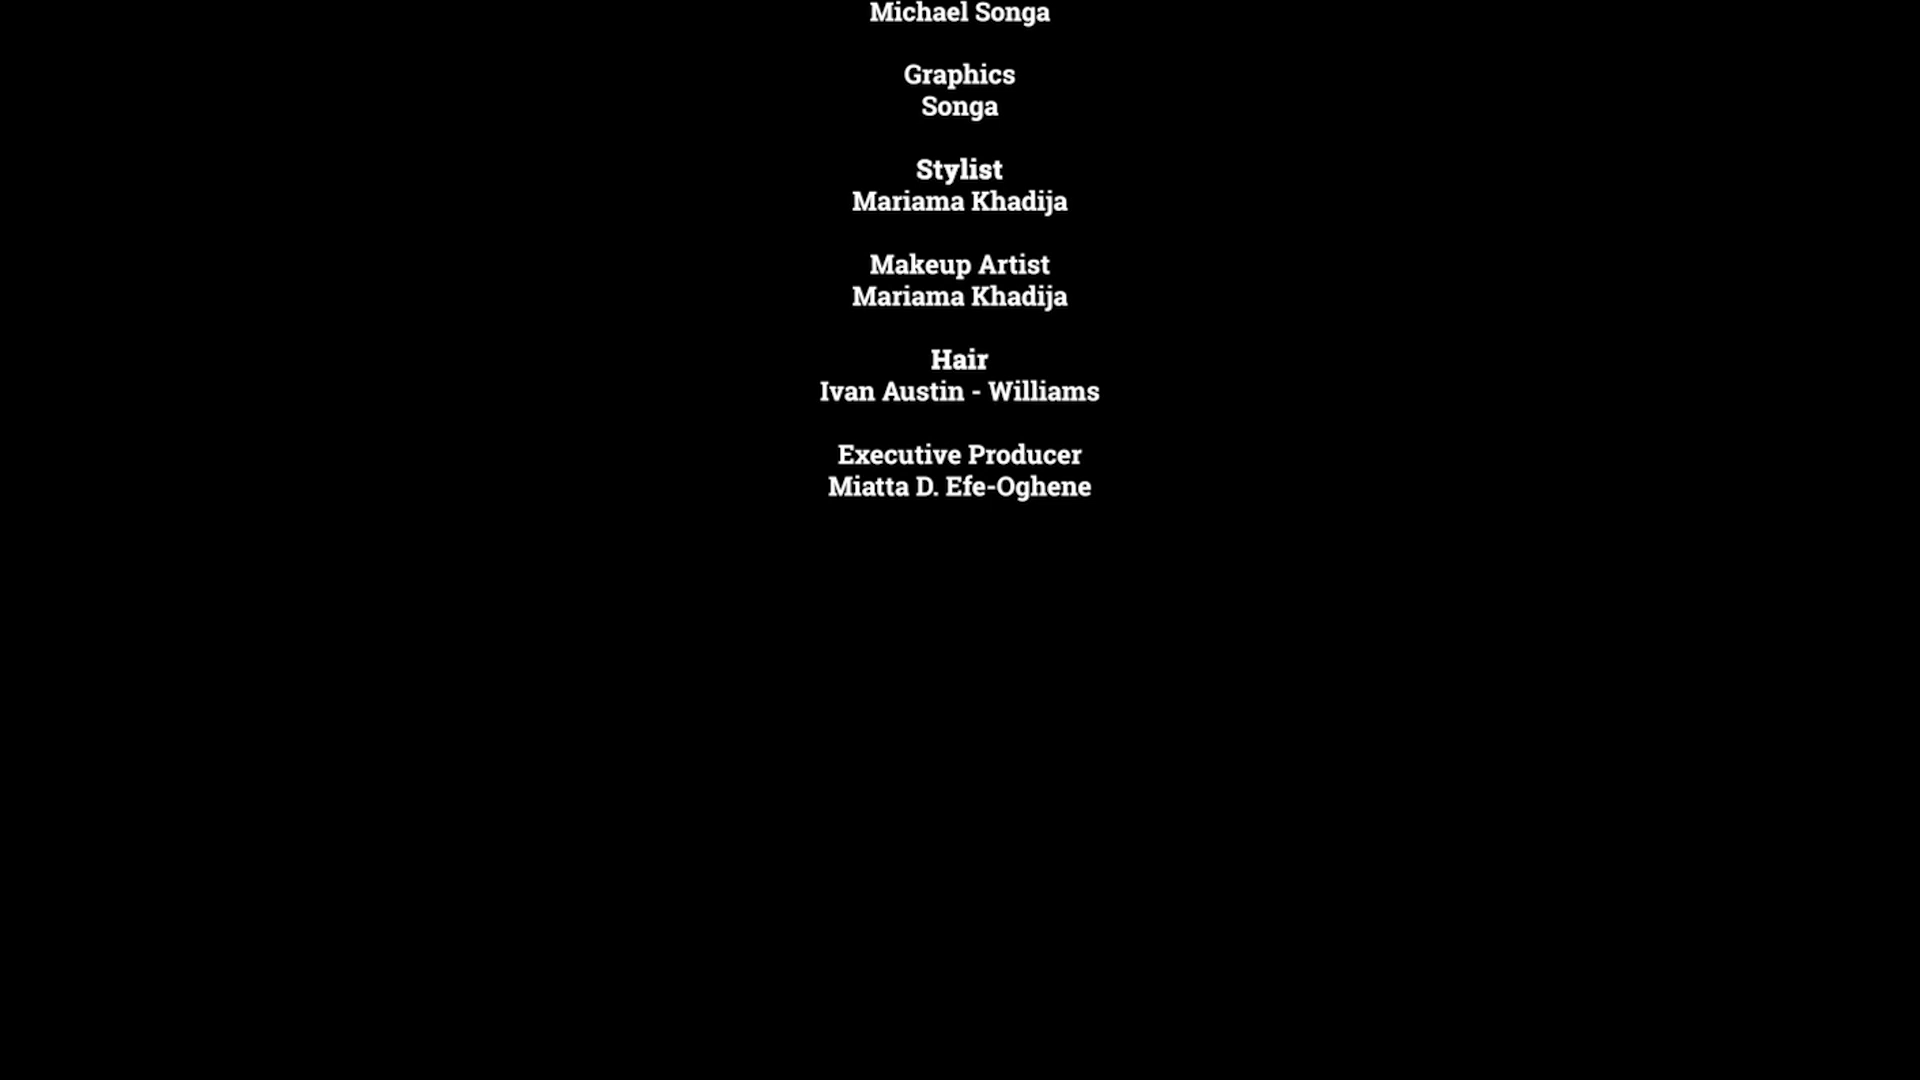 Michael Songa
Graphics
Songa
Stylist
Mariama Khadija
Makeup Artist
Mariama Khadija
Hair
Ivan Austin - Williams
Executive Producer
Miatta D. Efe-Oghene